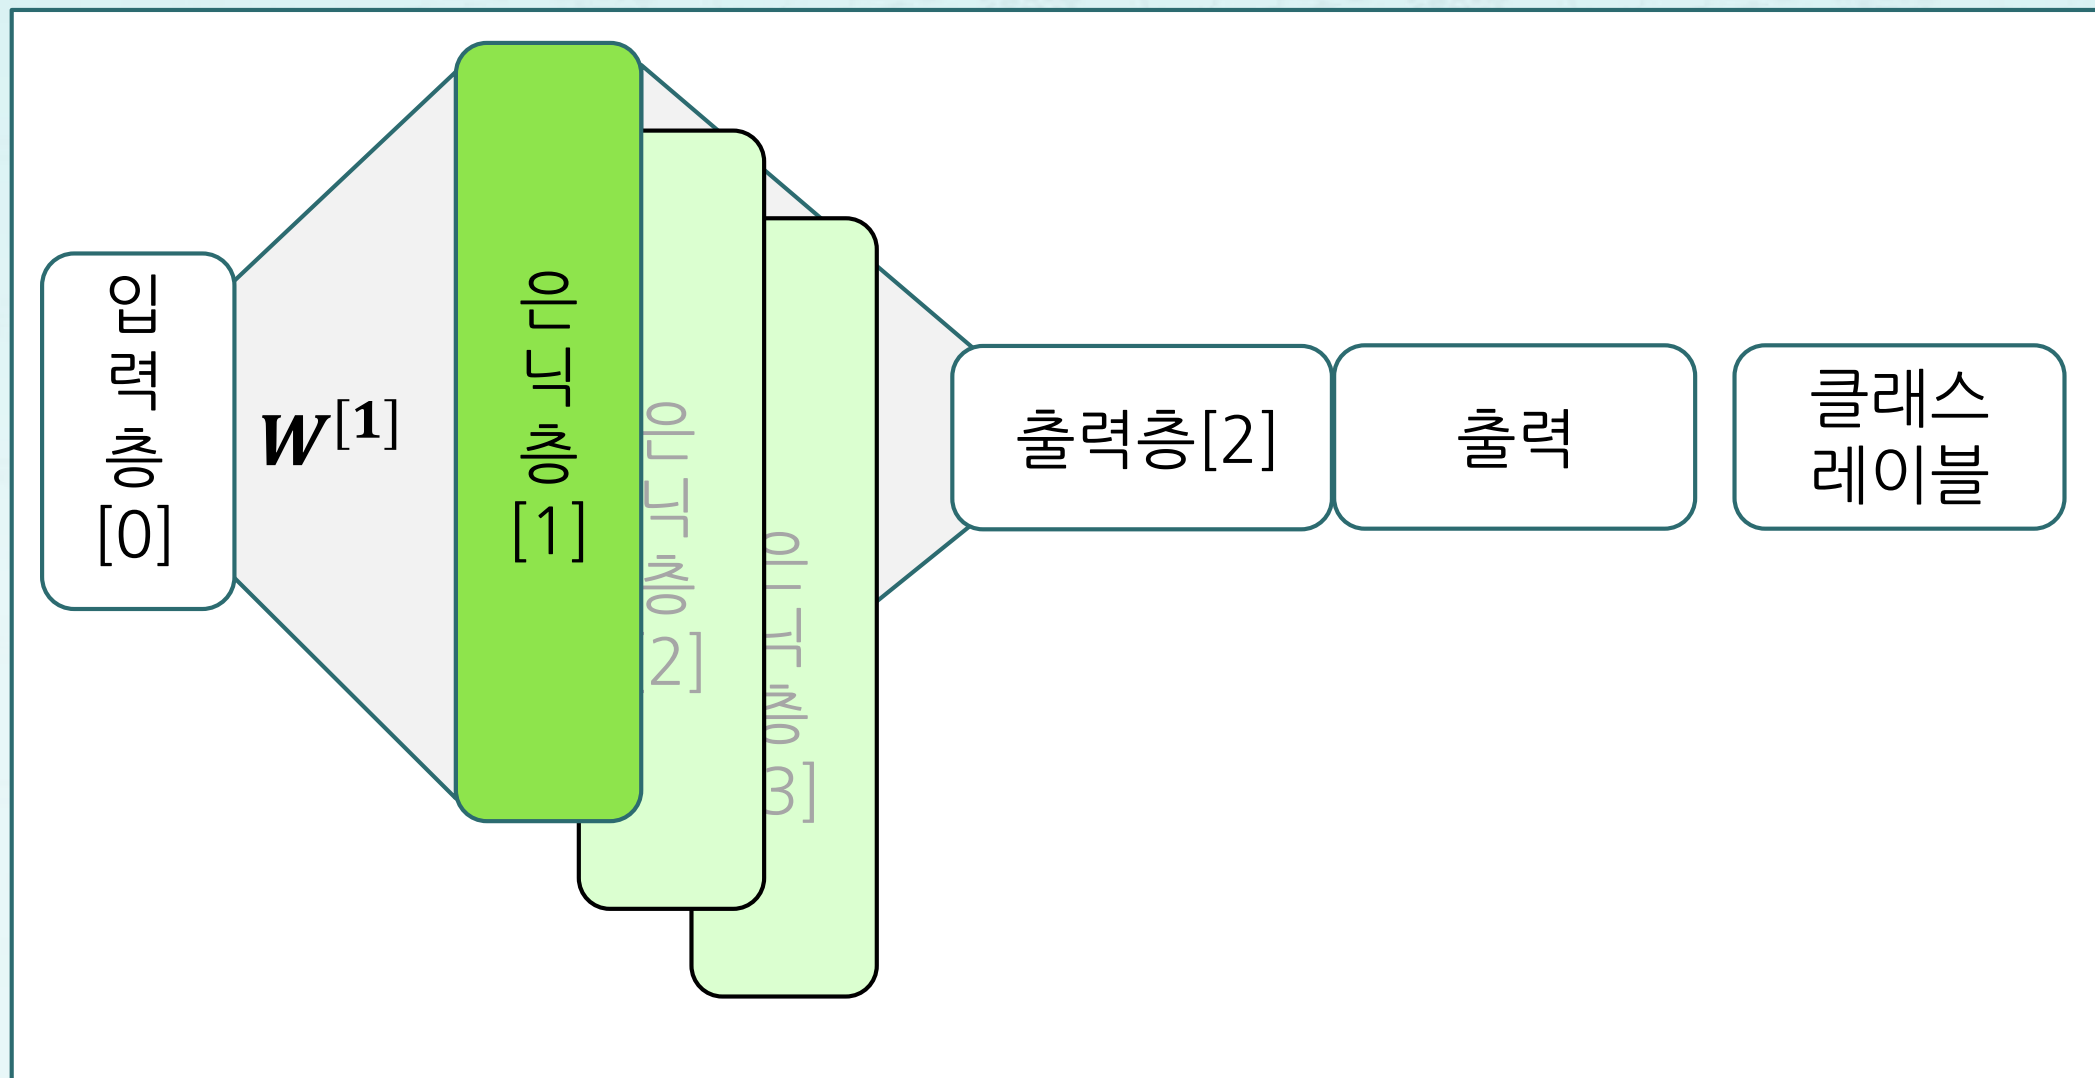 입
력
층
[0]
W[1]
은
닉
층
[1]
은
닉
층
2]
은
닉
층
3]
출력층[2]
출력
클래스
레이블